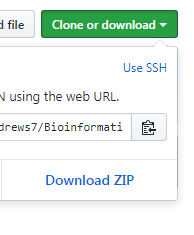 d file
Clone or download
Use SSH
N using the web URL.
drews7/Bioinformati
Download ZIP